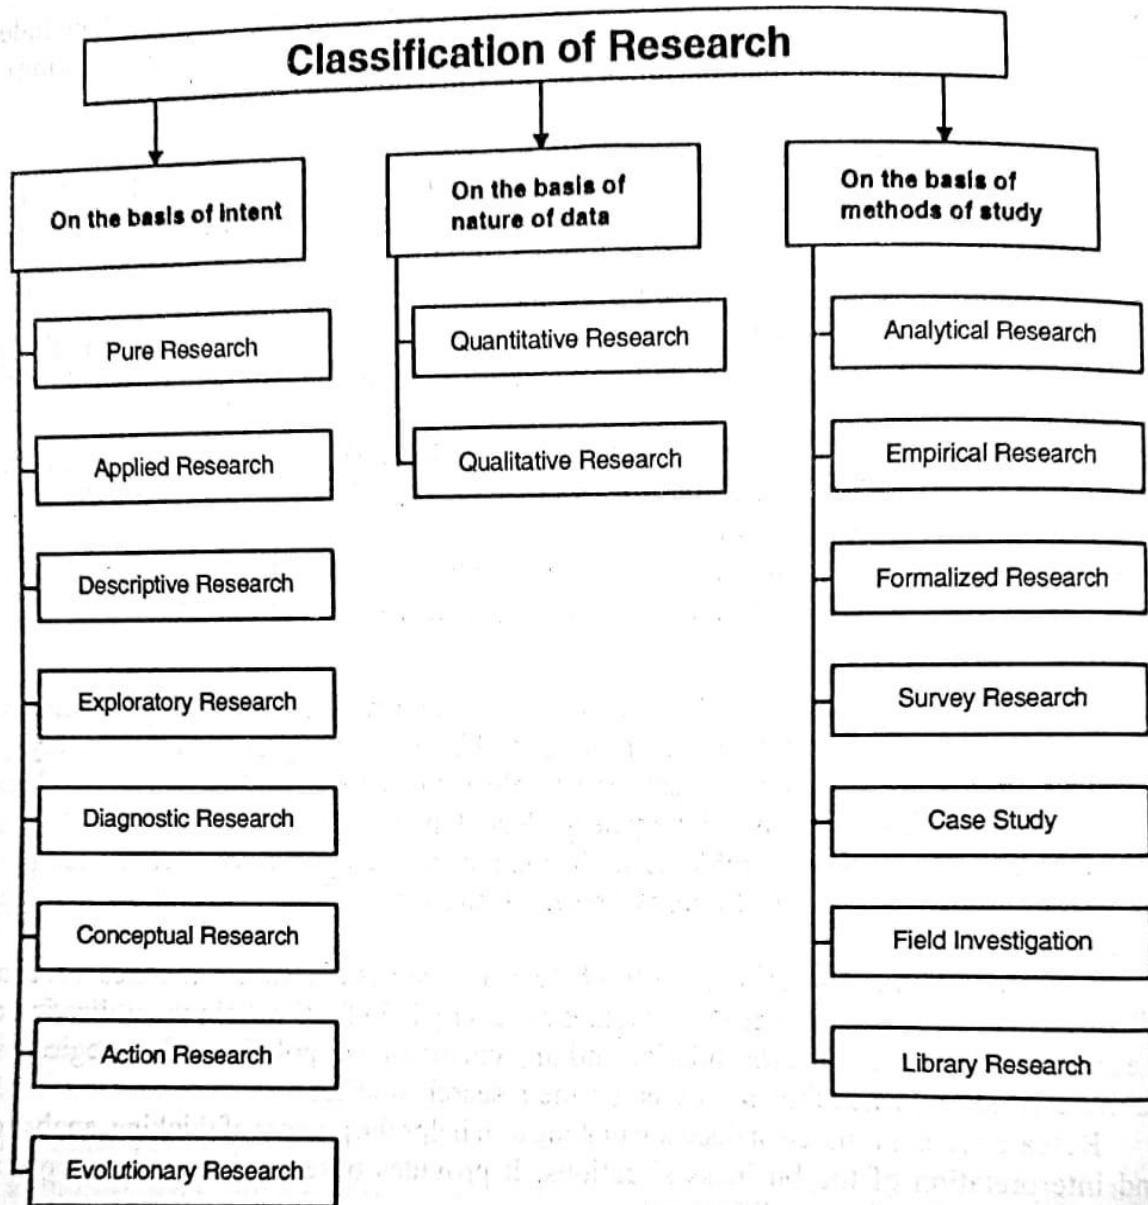 Classification of Research
On the basis of intent
On the basis of
nature of data
On the basis of
methods of study
Pure Research
Applied Research
Descriptive Research
Exploratory Research
Diagnostic Research
Conceptual Research
Action Research
Evolutionary Research
Quantitative Research
Qualitative Research
Analytical Research
Empirical Research
Formalized Research
Survey Research
Case Study
Field Investigation
Library Research